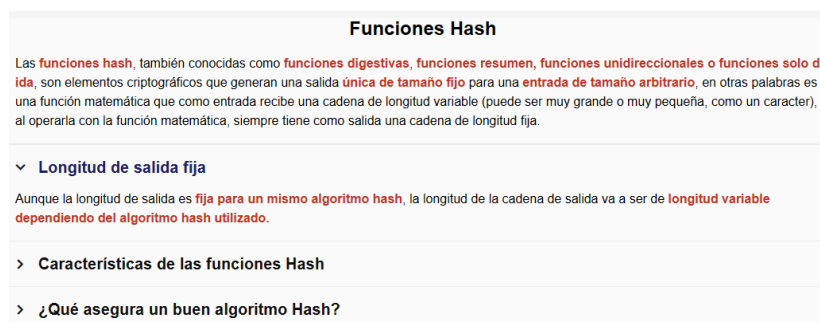 Funciones Hash
Las funciones hash, también conocidas como funciones digestivas, funciones resumen, funciones unidireccionales o funciones solo d
ida, son elementos criptográficos que generan una salida única de tamaño fijo para una entrada de tamaño arbitrario, en otras palabras es
una función matemática que como entrada recibe una cadena de longitud variable (puede ser muy grande o muy pequeña, como un caracter),
al operarla con la función matemática, siempre tiene como salida una cadena de longitud fija.
Longitud de salida fija
Aunque la longitud de salida es fija para un mismo algoritmo hash, la longitud de la cadena de salida va a ser de longitud variable
dependiendo del algoritmo hash utilizado.
Características de las funciones Hash
¿Qué asegura un buen algoritmo Hash?